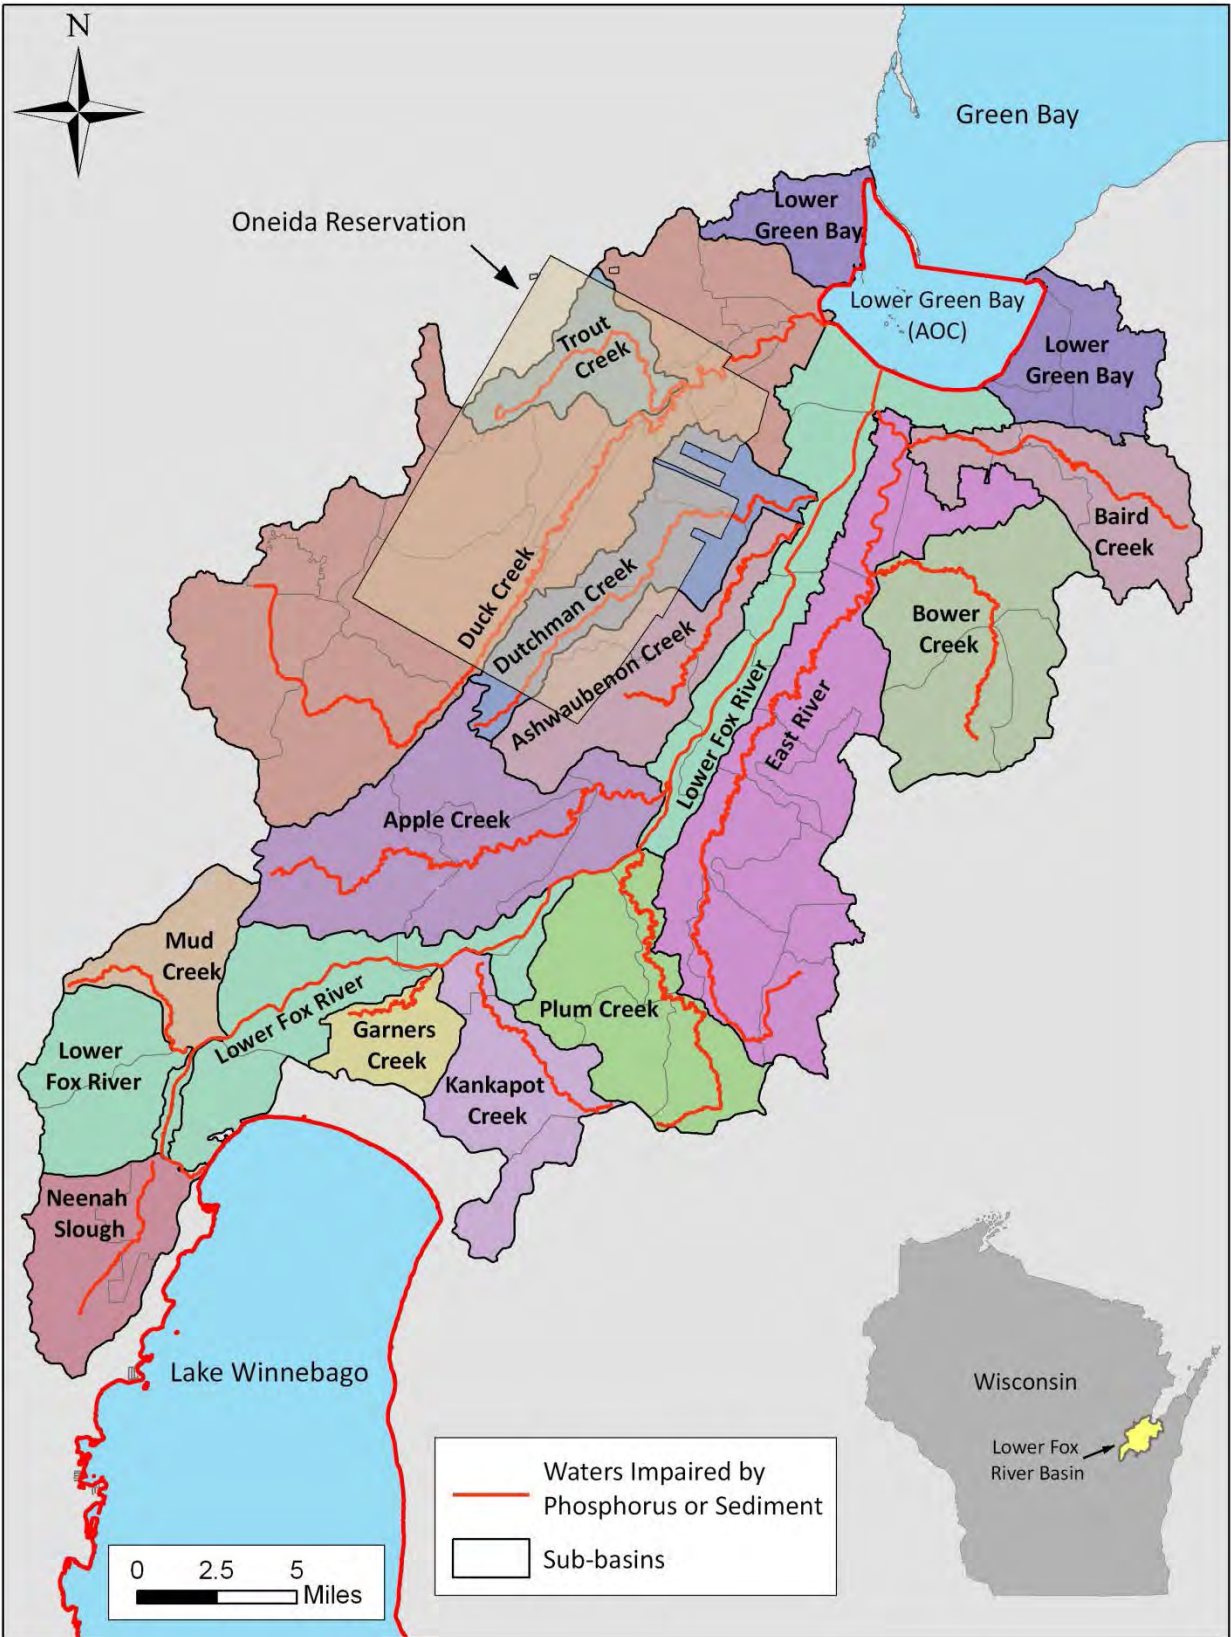 N
Green Bay
Oneida Reservation
Lower
Green Bay
Lower Green Bay
(AOC)
Lower
Green Bay
Trout
Creek
Baird
Creek
Bower
Creek
Duck Creek
Dutchman Creek
Ashwaubenon Creek
Lower Fox River
East River
Apple Creek
Mud
Creek
Lower Fox River
Lower
Fox River
Garners
Creek
Plum Creek
Kankapot
Creek
Neenah
Slough
Lake Winnebago
Wisconsin
Lower Fox
River Basin
Waters Impaired by
Phosphorus or Sediment
Sub-basins
0 2.5 5
Miles